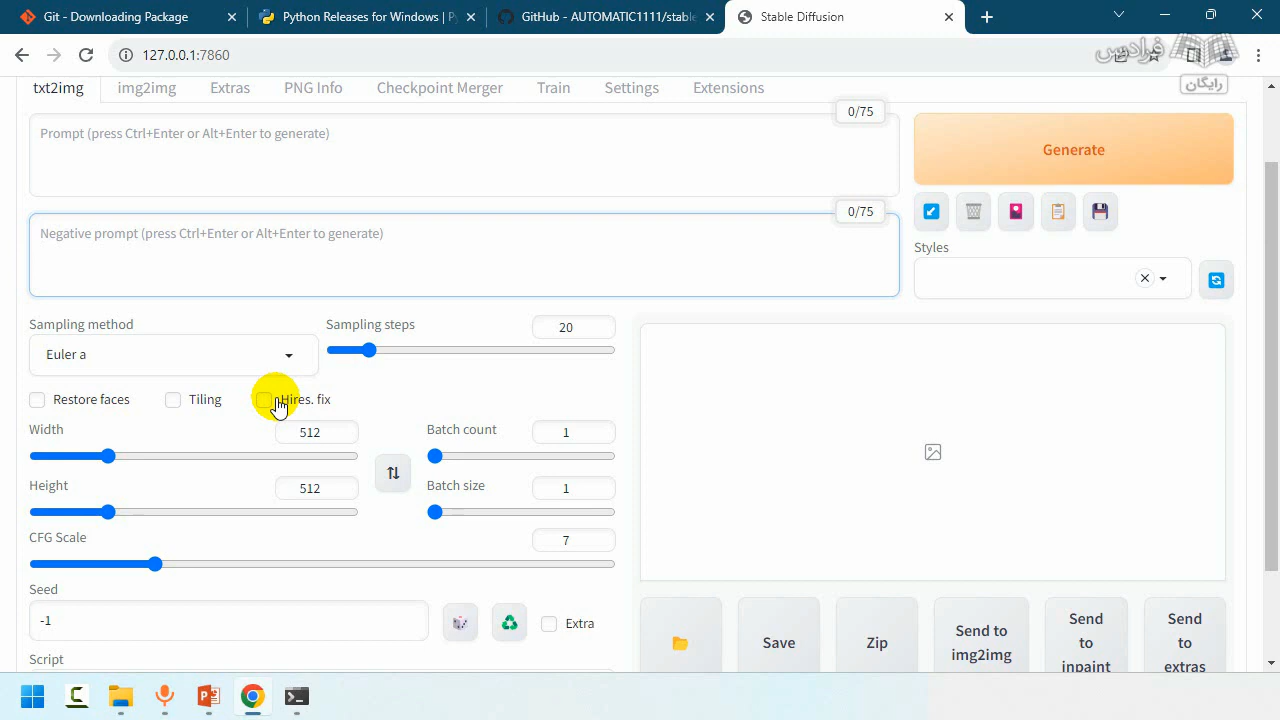 Git - Downloading Package
Python Releases for Windows | Py
GitHub - AUTOMATIC1111/stable
Stable Diffusion
127.0.0.1:7860
فرادرس
رایگان
txt2img
img2img
Extras
PNG Info
Checkpoint Merger
Train
Settings
Extensions
Prompt (press Ctrl+Enter or Alt+Enter to generate)
0/75
Generate
Negative prompt (press Ctrl+Enter or Alt+Enter to generate)
0/75
Styles
Sampling method
Euler a
Sampling steps
20
Restore faces
Tiling
Hires. fix
Width
512
Height
512
Batch count
1
Batch size
1
CFG Scale
7
Seed
-1
Extra
Script
Save
Zip
Send to
img2img
Send
to
inpaint
Send
to
extras